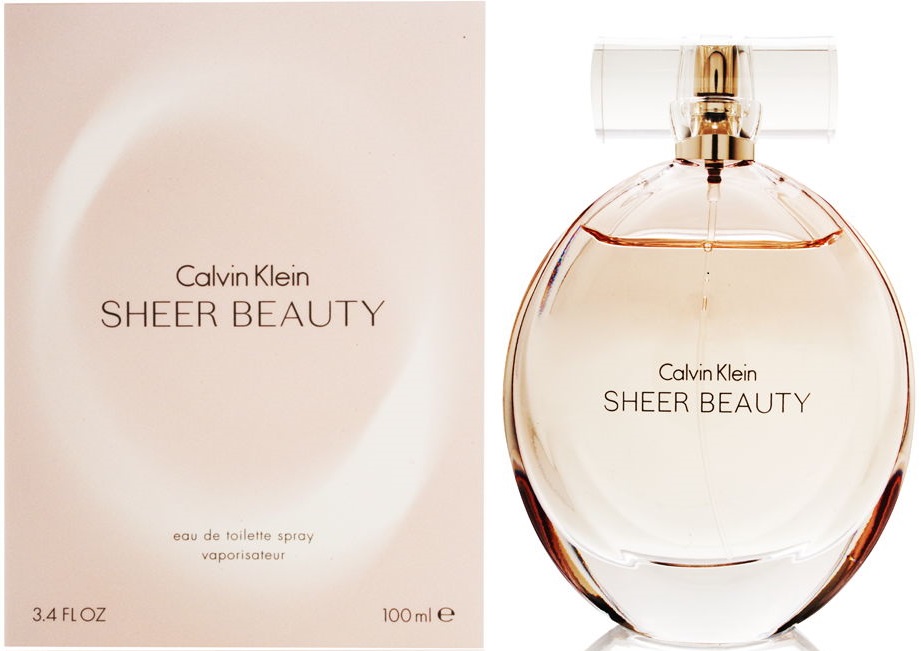 Calvin Klein
SHEER BEAUTY
eau de toilette spray
vaporisateur
3.4 FL OZ
100 ml ℮
Calvin Klein
SHEER BEAUTY